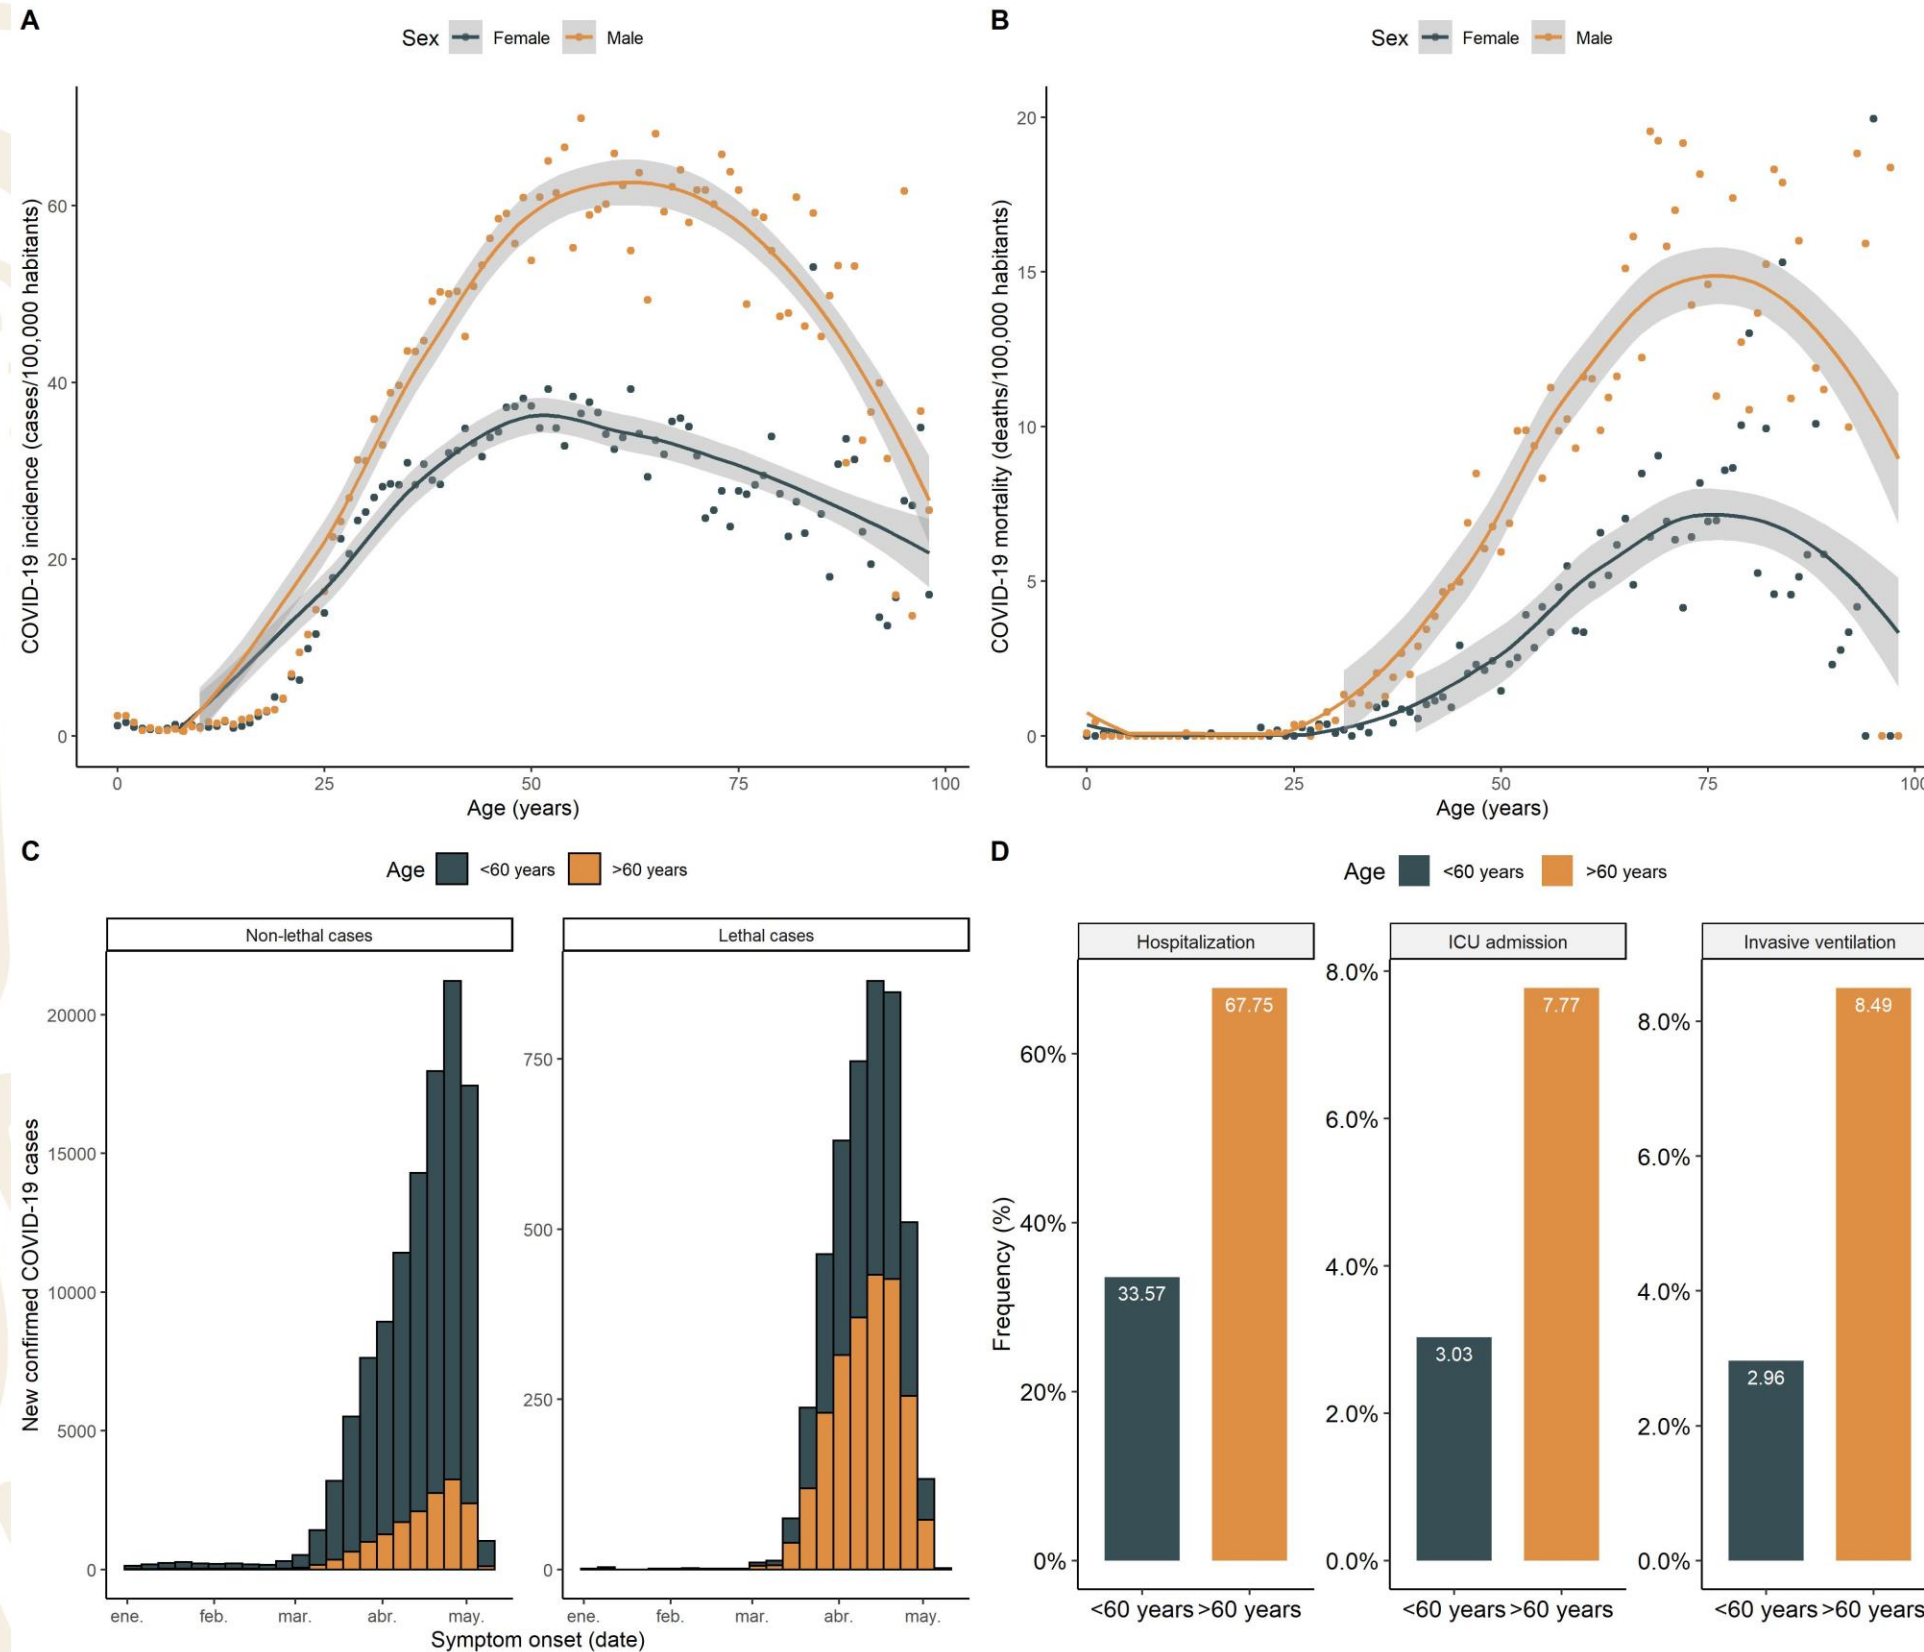 A
Sex Female Male
COVID-19 incidence (cases/100,000 habitants)
60
40
20
0
0 25 50 75 100
Age (years)
B
Sex Female Male
COVID-19 mortality (deaths/100,000 habitants)
20
15
10
5
0
0 25 50 75 100
Age (years)
C
Age <60 years >60 years
Non-lethal cases
Lethal cases
New confirmed COVID-19 cases
20000
15000
10000
5000
0
ene. feb. mar. abr. may.
750
500
250
0
ene. feb. mar. abr. may.
Symptom onset (date)
D
Age <60 years >60 years
Frequency (%)
Hospitalization
60%
40%
20%
0%
33.57
67.75
<60 years >60 years
ICU admission
8.0%
6.0%
4.0%
2.0%
0.0%
3.03
7.77
<60 years >60 years
Invasive ventilation
8.0%
6.0%
4.0%
2.0%
0.0%
2.96
8.49
<60 years >60 years